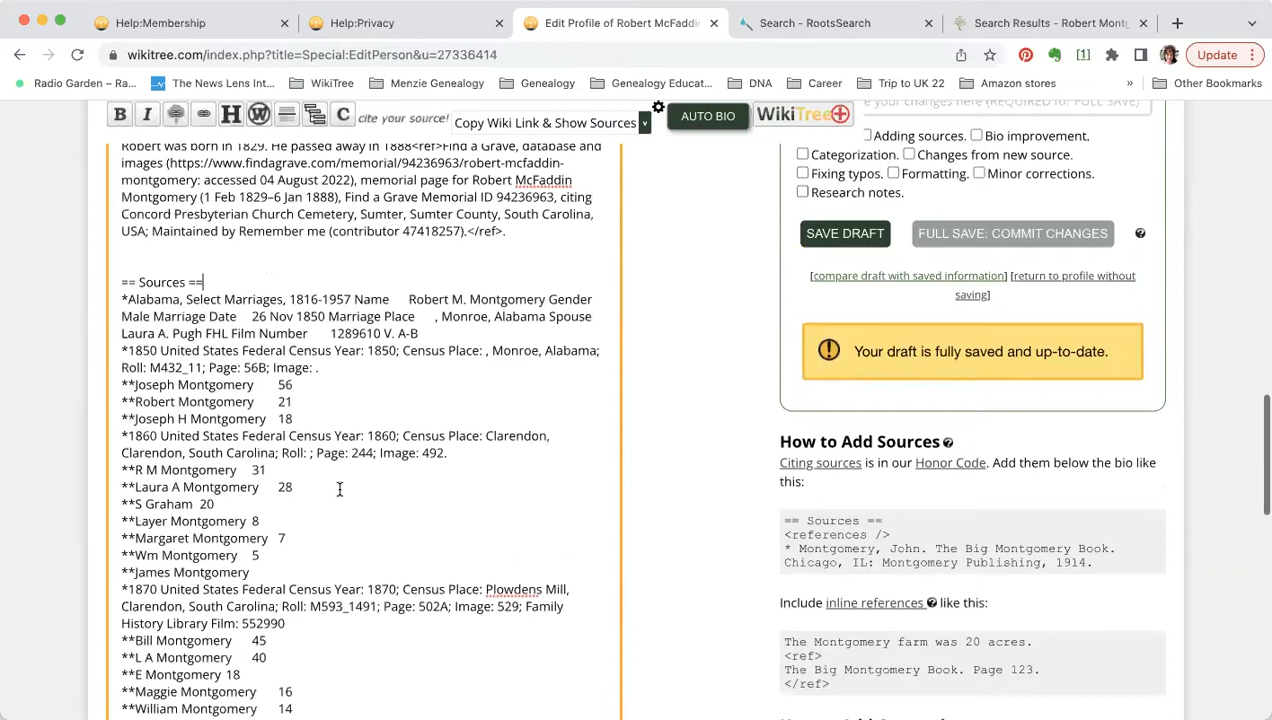 Help:Membership
Help:Privacy
Edit Profile of Robert McFaddin
Search - RootsSearch
Search Results - Robert Mont
wikitree.com/index.php?title=Special:EditPerson&u=27336414
Update
Radio Garden – Ra...
The News Lens Int...
WikiTree
Menzie Genealogy
Genealogy
Genealogy Educat...
DNA
Career
Trip to UK 22
Amazon stores
»
Other Bookmarks
B I H W C cite your source!
Copy Wiki Link & Show Sources
AUTO BIO
WikiTree+
Robert was born in 1829. He passed away in 1888<ref>Find a Grave, database and
images (https://www.findagrave.com/memorial/94236963/robert-mcfaddin-
montgomery: accessed 04 August 2022), memorial page for Robert McFaddin
Montgomery (1 Feb 1829–6 Jan 1888), Find a Grave Memorial ID 94236963, citing
Concord Presbyterian Church Cemetery, Sumter, Sumter County, South Carolina,
USA; Maintained by Remember me (contributor 47418257).</ref>.
== Sources ==
*Alabama, Select Marriages, 1816-1957 Name Robert M. Montgomery Gender
Male Marriage Date 26 Nov 1850 Marriage Place , Monroe, Alabama Spouse
Laura A. Pugh FHL Film Number 1289610 V. A-B
*1850 United States Federal Census Year: 1850; Census Place: , Monroe, Alabama;
Roll: M432_11; Page: 56B; Image: .
**Joseph Montgomery 56
**Robert Montgomery 21
**Joseph H Montgomery 18
*1860 United States Federal Census Year: 1860; Census Place: Clarendon,
Clarendon, South Carolina; Roll: ; Page: 244; Image: 492.
**R M Montgomery 31
**Laura A Montgomery 28
**S Graham 20
**Layer Montgomery 8
**Margaret Montgomery 7
**Wm Montgomery 5
**James Montgomery
*1870 United States Federal Census Year: 1870; Census Place: Plowdens Mill,
Clarendon, South Carolina; Roll: M593_1491; Page: 502A; Image: 529; Family
History Library Film: 552990
**Bill Montgomery 45
**L A Montgomery 40
**E Montgomery 18
**Maggie Montgomery 16
**William Montgomery 14
your changes here (REQUIRED for FULL SAVE)
Adding sources. Bio improvement.
Categorization. Changes from new source.
Fixing typos. Formatting. Minor corrections.
Research notes.
SAVE DRAFT
FULL SAVE: COMMIT CHANGES
[compare draft with saved information] [return to profile without
saving]
Your draft is fully saved and up-to-date.
How to Add Sources
Citing sources is in our Honor Code. Add them below the bio like
this:
== Sources ==
<references />
* Montgomery, John. The Big Montgomery Book.
Chicago, IL: Montgomery Publishing, 1914.
Include inline references like this:
The Montgomery farm was 20 acres.
<ref>
The Big Montgomery Book. Page 123.
</ref>